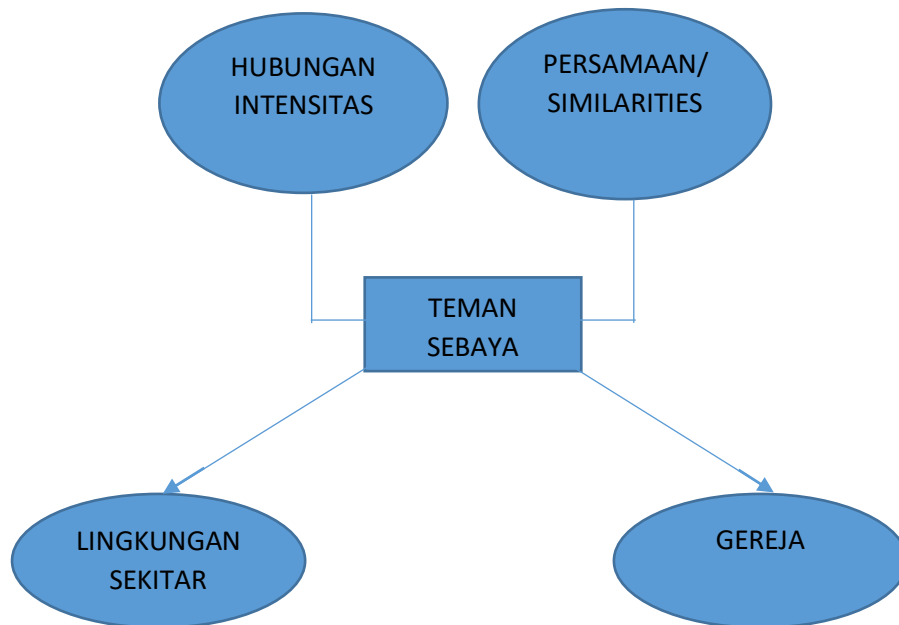 HUBUNGAN
INTENSITAS
PERSAMAAN/
SIMILARITIES
TEMAN
SEBAYA
LINGKUNGAN
SEKITAR
GEREJA